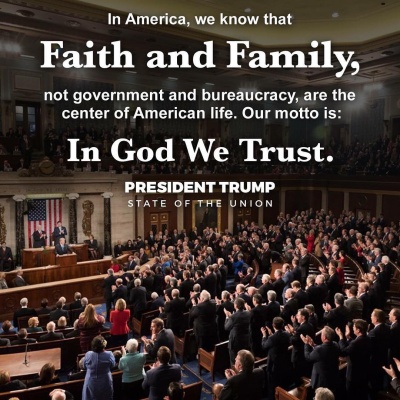 In America, we know that
Faith and Family,
not government and bureaucracy, are the
center of American life. Our motto is:
In God We Trust.
PRESIDENT TRUMP
STATE OF THE UNION